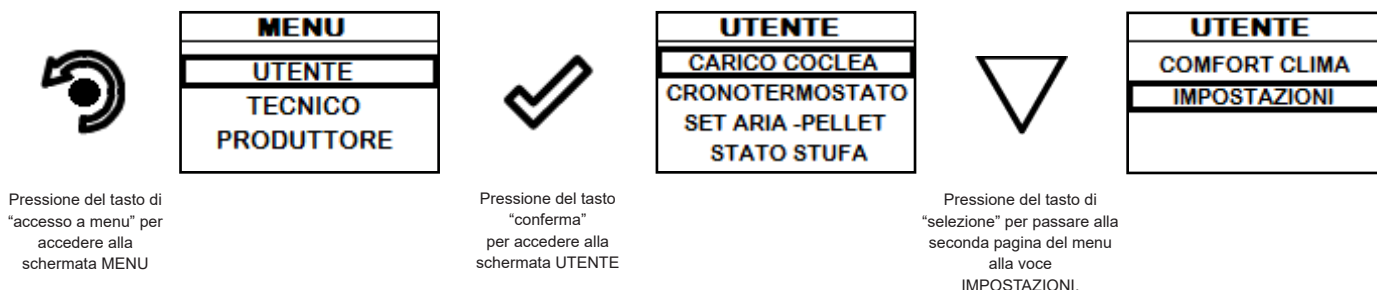 MENU
UTENTE
TECNICO
PRODUTTORE
UTENTE
CARICO COCLEA
CRONOTERMOSTATO
SET ARIA -PELLET
STATO STUFA
UTENTE
COMFORT CLIMA
IMPOSTAZIONI
Pressione del tasto di
“accesso a menu” per
accedere alla
schermata MENU
Pressione del tasto
“conferma”
per accedere alla
schermata UTENTE
Pressione del tasto di
“selezione” per passare alla
seconda pagina del menu
alla voce
IMPOSTAZIONI.